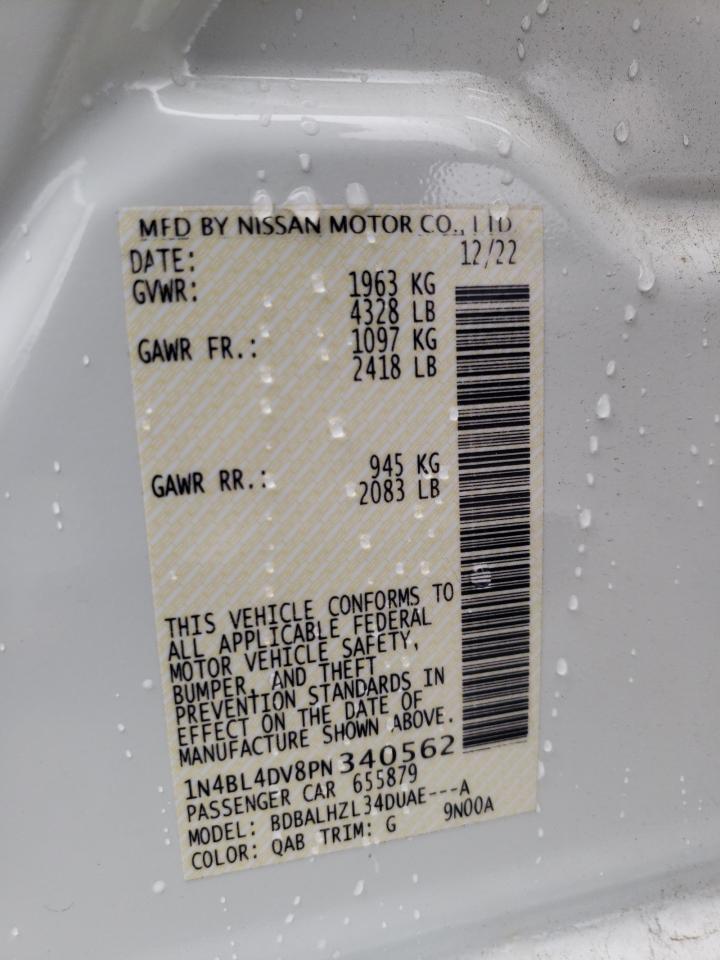 MFD BY NISSAN MOTOR CO., LTD.
DATE: 12/22
GVWR: 1963 KG
4328 LB
GAWR FR.: 1097 KG
2418 LB
GAWR RR.: 945 KG
2083 LB
THIS VEHICLE CONFORMS TO
ALL APPLICABLE FEDERAL
MOTOR VEHICLE SAFETY,
BUMPER, AND THEFT
PREVENTION STANDARDS IN
EFFECT ON THE DATE OF
MANUFACTURE SHOWN ABOVE.
1N4BL4DV8PN340562
PASSENGER CAR 655879
MODEL: BDBALHZL34DUAE---A
COLOR: QAB TRIM: G 9N00A